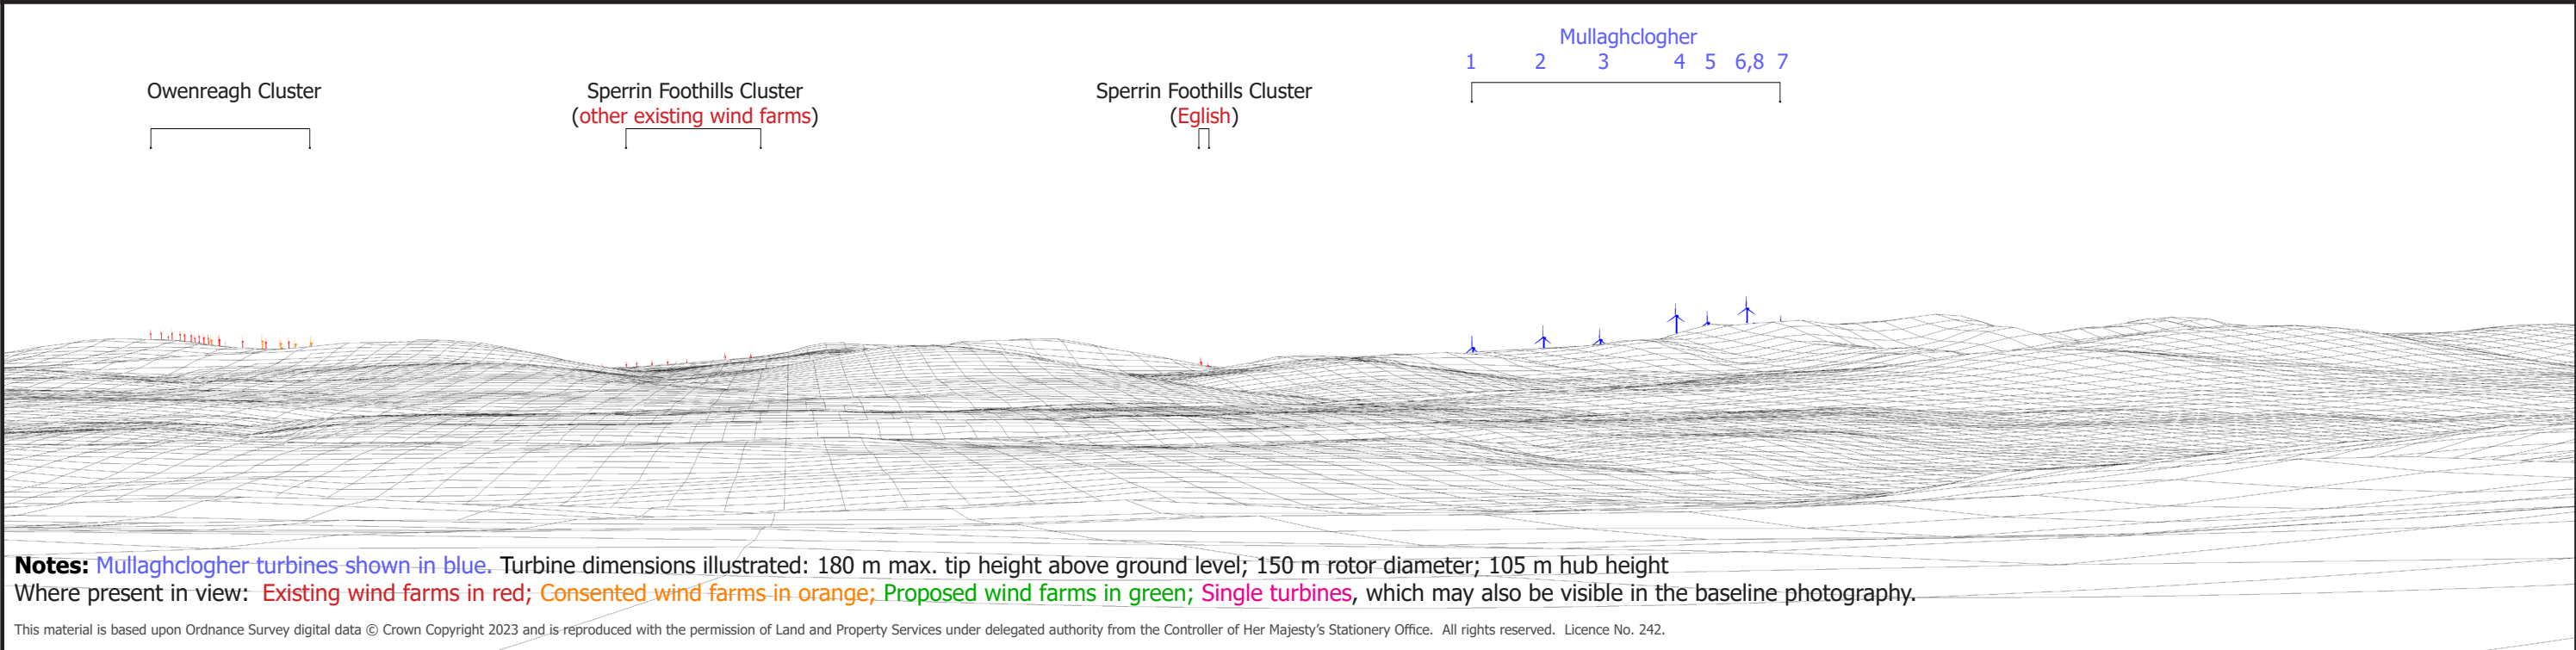 Mullaghclogher
1 2 3 4 5 6,8 7
Owenreagh Cluster
Sperrin Foothills Cluster
(other existing wind farms)
Sperrin Foothills Cluster
(Eglish)
Notes: Mullaghclogher turbines shown in blue. Turbine dimensions illustrated: 180 m max. tip height above ground level; 150 m rotor diameter; 105 m hub height
Where present in view: Existing wind farms in red; Consented wind farms in orange; Proposed wind farms in green; Single turbines, which may also be visible in the baseline photography.
This material is based upon Ordnance Survey digital data © Crown Copyright 2023 and is reproduced with the permission of Land and Property Services under delegated authority from the Controller of Her Majesty’s Stationery Office. All rights reserved. Licence No. 242.